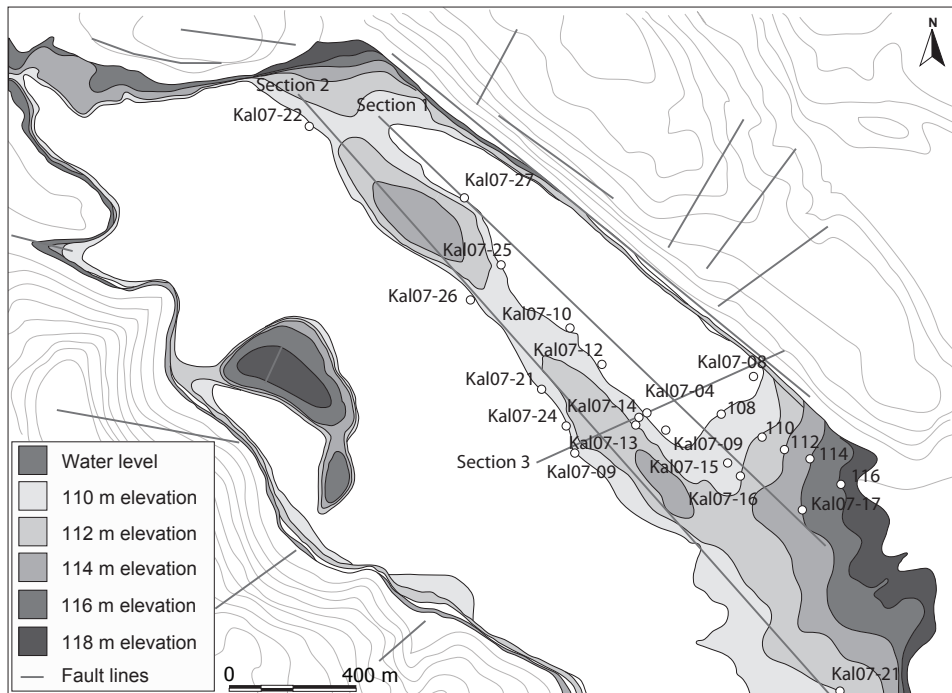 N
Section 2
Section 1
Kal07-22
Kal07-27
Kal07-25
Kal07-26
Kal07-10
Kal07-12
Kal07-08
Kal07-21
Kal07-04
Kal07-14
108
Kal07-24
Kal07-13
Kal07-09
110
112
Section 3
Kal07-09
Kal07-15
114
116
Kal07-16
Kal07-17
Kal07-21
Water level
110 m elevation
112 m elevation
114 m elevation
116 m elevation
118 m elevation
Fault lines
0 400 m